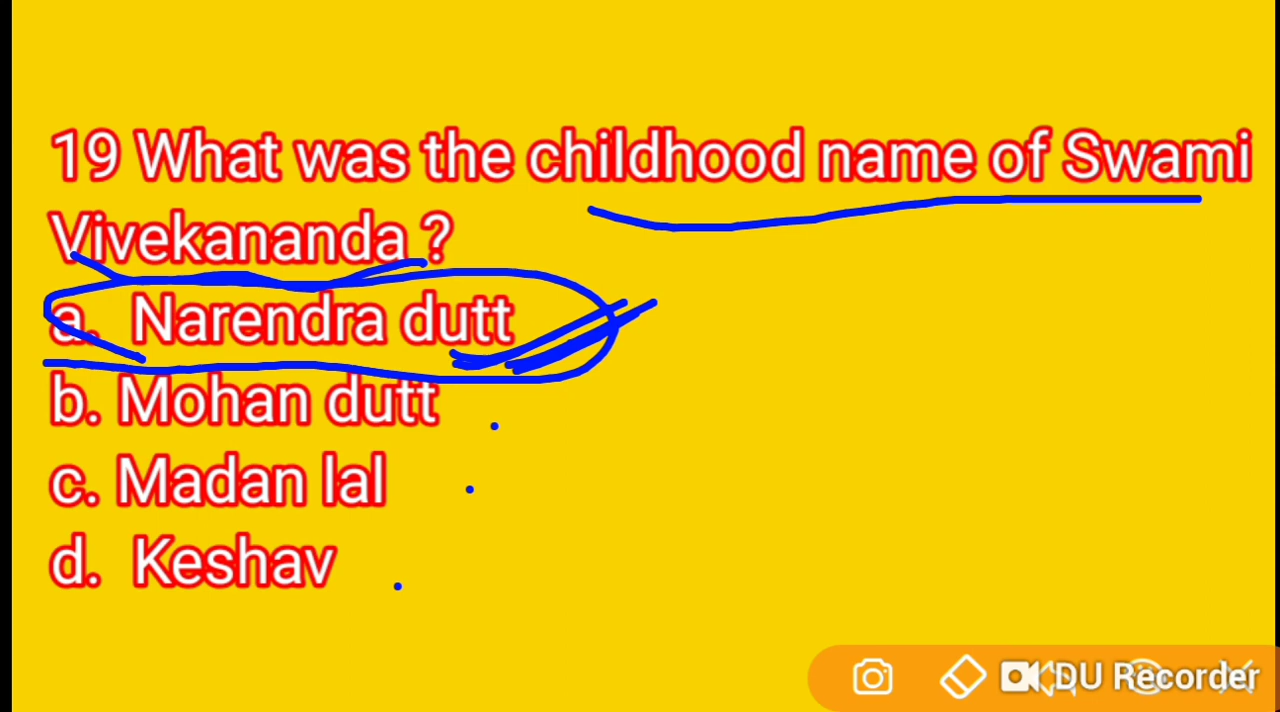 19 What was the childhood name of Swami
Vivekananda ?
a. Narendra dutt
b. Mohan dutt
c. Madan lal
d. Keshav
DU Recorder